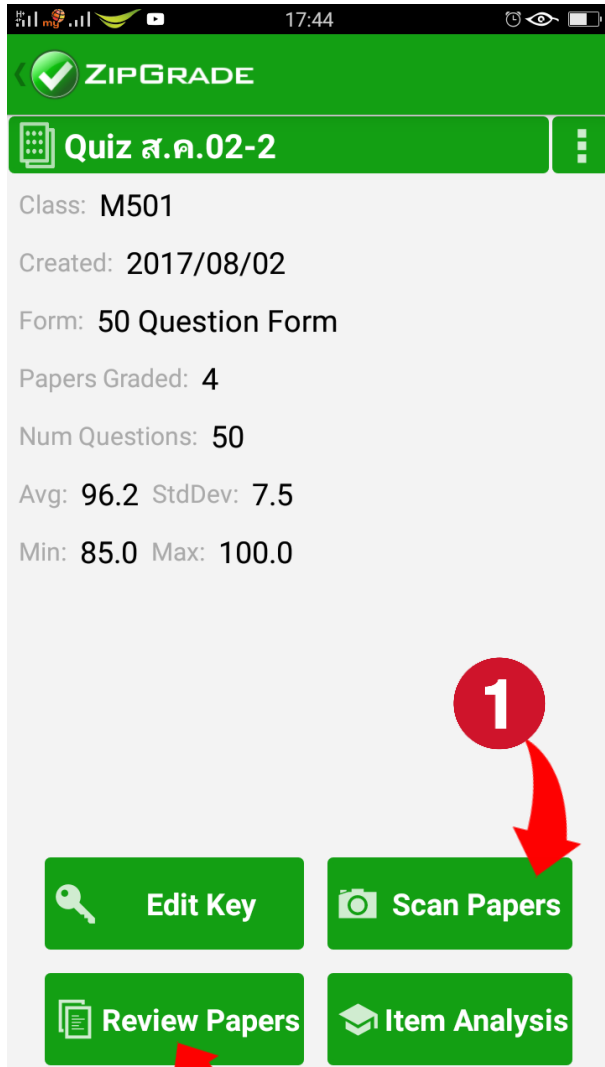 17:44
ZIPGRADE
Quiz ส.ค.02-2
Class: M501
Created: 2017/08/02
Form: 50 Question Form
Papers Graded: 4
Num Questions: 50
Avg: 96.2 StdDev: 7.5
Min: 85.0 Max: 100.0
1
Edit Key
Scan Papers
Review Papers
Item Analysis